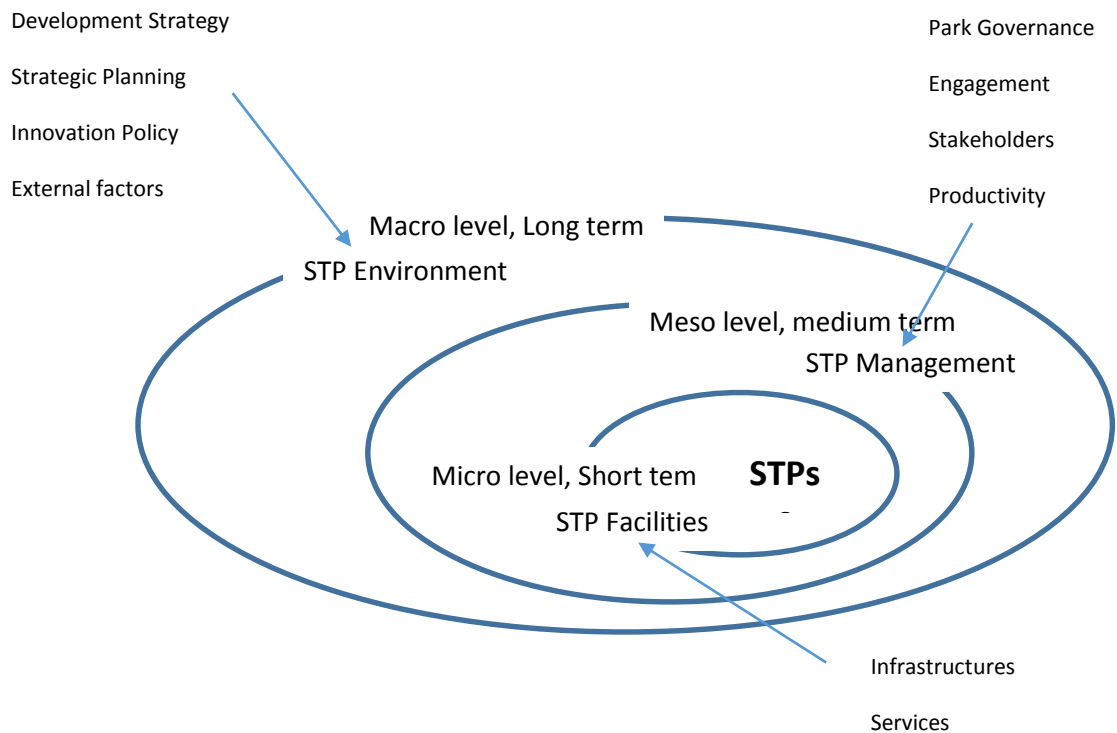 Development Strategy
Strategic Planning
Innovation Policy
External factors
Park Governance
Engagement
Stakeholders
Productivity
Macro level, Long term
STP Environment
Meso level, medium term
STP Management
Micro level, Short tem
STPs
STP Facilities
Infrastructures
Services